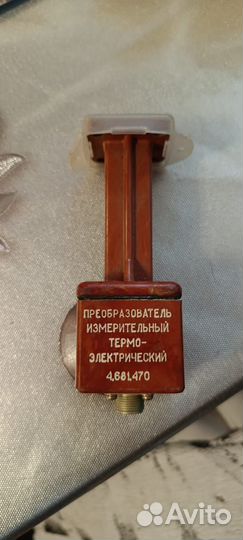 ПРЕОБРАЗОВАТЕЛЬ
ИЗМЕРИТЕЛЬНЫЙ
ТЕРМО-
ЭЛЕКТРИЧЕСКИЙ
4,681,470
Avito